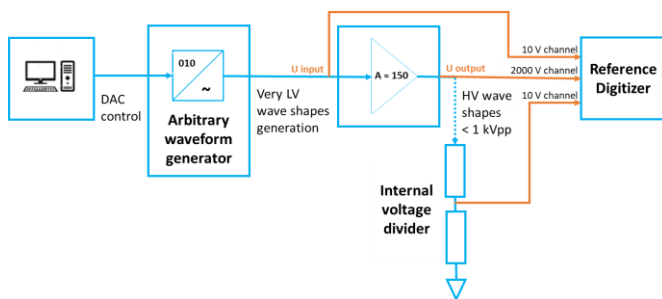 10 V channel
010
~
U input
A = 150
U output
2000 V channel
Reference
Digitizer
DAC
control
Very LV
wave shapes
generation
HV wave
shapes
< 1 kVpp
10 V channel
Arbitrary
waveform
generator
Internal
voltage
divider